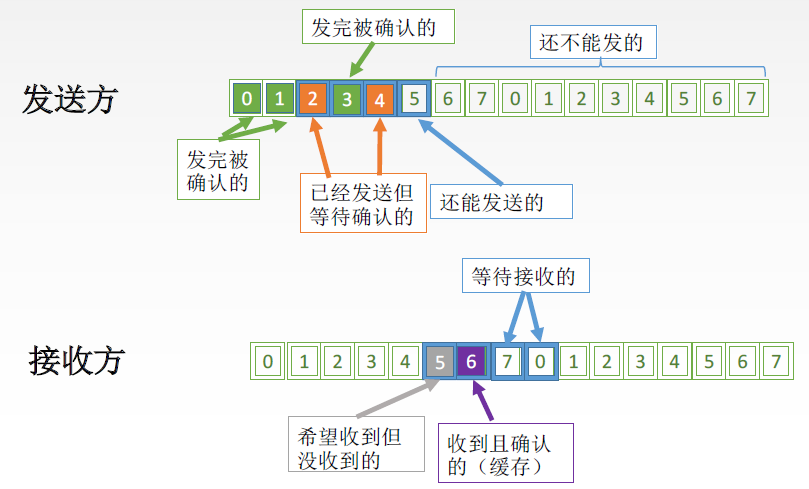 发完被确认的
还不能发的
发送方
0 1 2 3 4 5 6 7 0 1 2 3 4 5 6 7
发完被
确认的
已经发送但
等待确认的
还能发送的
等待接收的
接收方
0 1 2 3 4 5 6 7 0 1 2 3 4 5 6 7
希望收到但
没收到的
收到且确认
的（缓存）